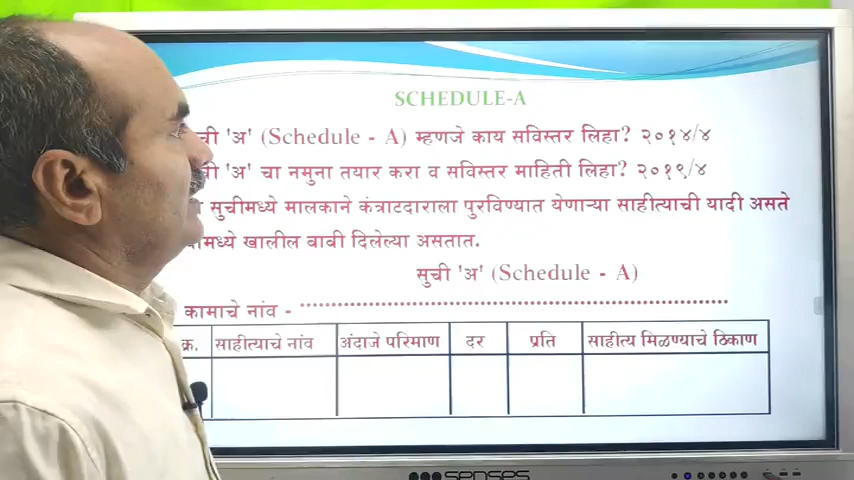 SCHEDULE-A
'अ' (Schedule - A) म्हणजे काय सविस्तर लिहा? २०१४/४
'अ' चा नमुना तयार करा व सविस्तर माहिती लिहा? २०१९/४
सुचीमध्ये मालकाने कंत्राटदाराला पुरविण्यात येणाऱ्या साहीत्याची यादी असते
खालील बाबी दिलेल्या असतात.
सुची 'अ' (Schedule - A)
कामाचे नांव -
क्र. साहीत्याचे नांव अंदाजे परिमाण दर प्रति साहीत्य मिळण्याचे ठिकाण
senses